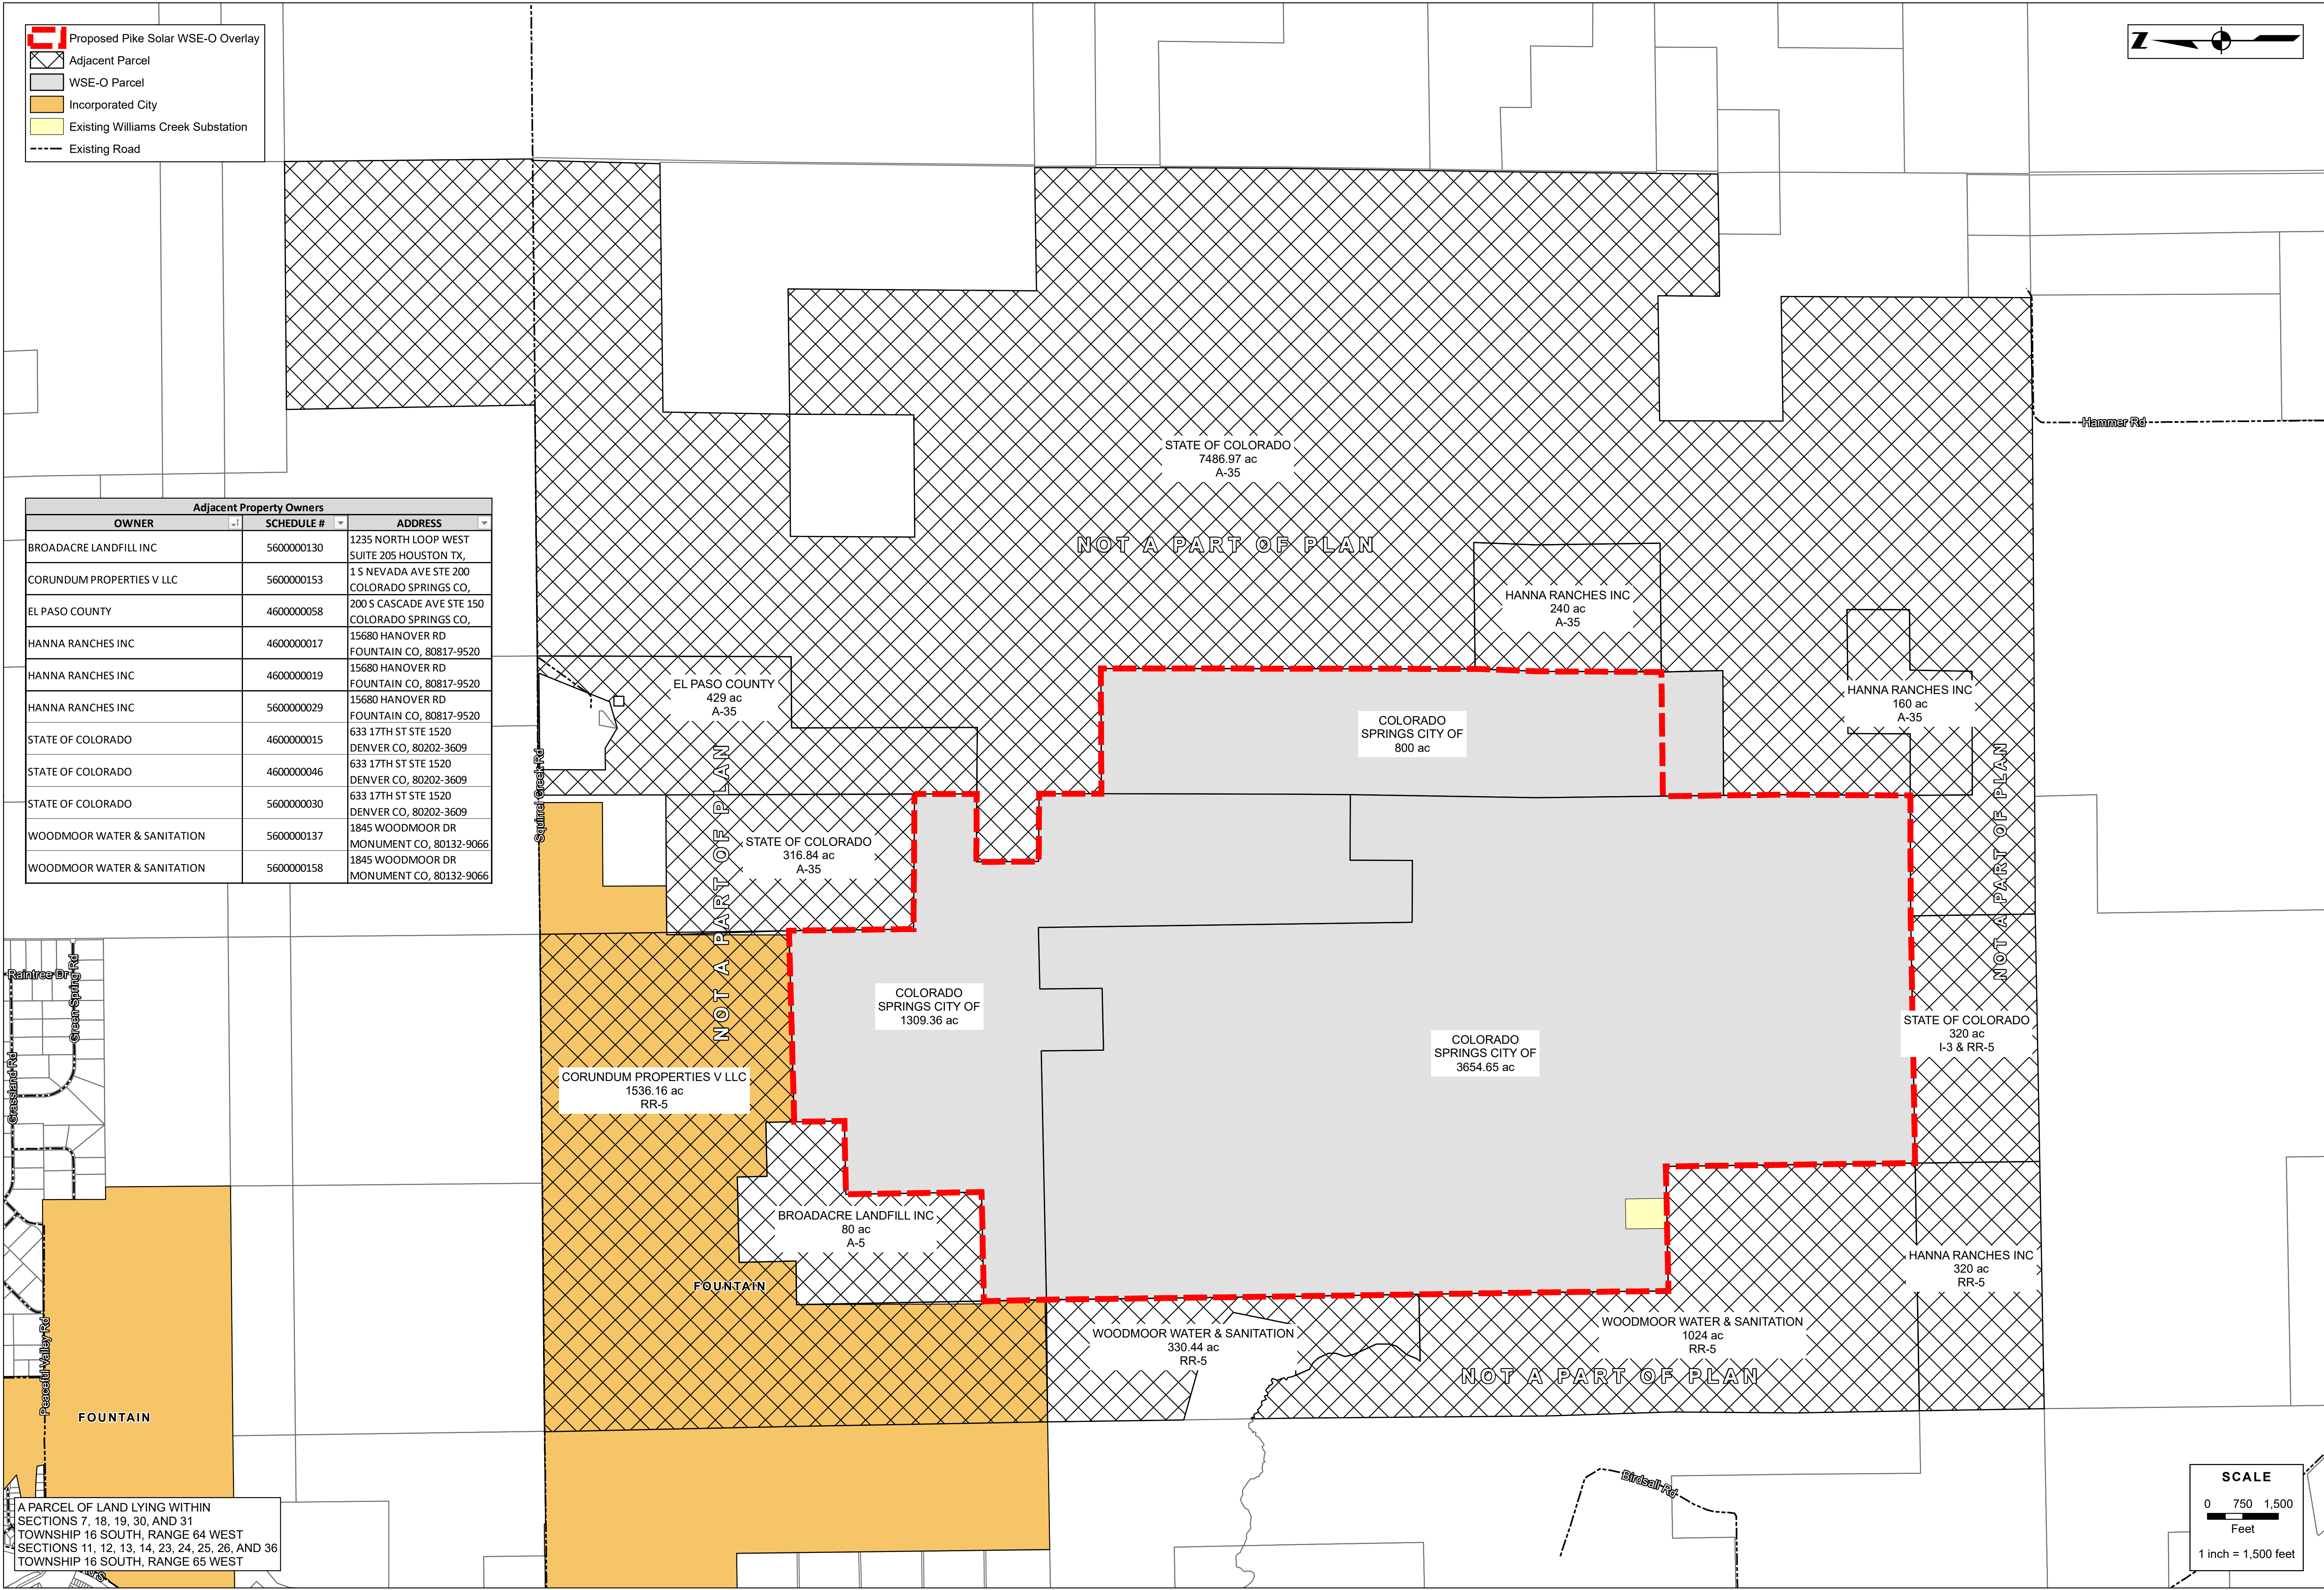 Proposed Pike Solar WSE-O Overlay
Adjacent Parcel
WSE-O Parcel
Incorporated City
Existing Williams Creek Substation
Existing Road
Z
Hammer Rd
STATE OF COLORADO
7486.97 ac
A-35
NOT A PART OF PLAN
HANNA RANCHES INC
240 ac
A-35
Adjacent Property Owners
OWNER SCHEDULE # ADDRESS
BROADACRE LANDFILL INC 5600000130 1235 NORTH LOOP WEST
SUITE 205 HOUSTON TX,
CORUNDUM PROPERTIES V LLC 5600000153 1 S NEVADA AVE STE 200
COLORADO SPRINGS CO,
EL PASO COUNTY 4600000058 200 S CASCADE AVE STE 150
COLORADO SPRINGS CO,
HANNA RANCHES INC 4600000017 15680 HANOVER RD
FOUNTAIN CO, 80817-9520
HANNA RANCHES INC 4600000019 15680 HANOVER RD
FOUNTAIN CO, 80817-9520
HANNA RANCHES INC 5600000029 15680 HANOVER RD
FOUNTAIN CO, 80817-9520
STATE OF COLORADO 4600000015 633 17TH ST STE 1520
DENVER CO, 80202-3609
STATE OF COLORADO 4600000046 633 17TH ST STE 1520
DENVER CO, 80202-3609
STATE OF COLORADO 5600000030 633 17TH ST STE 1520
DENVER CO, 80202-3609
WOODMOOR WATER & SANITATION 5600000137 1845 WOODMOOR DR
MONUMENT CO, 80132-9066
WOODMOOR WATER & SANITATION 5600000158 1845 WOODMOOR DR
MONUMENT CO, 80132-9066
EL PASO COUNTY
429 ac
A-35
COLORADO
SPRINGS CITY OF
800 ac
HANNA RANCHES INC
160 ac
A-35
Squirrel Creek Rd
NOT A PART OF PLAN
STATE OF COLORADO
316.84 ac
A-35
NOT A PART OF PLAN
Raintree Dr
Green Spring Rd
Grassland Rd
COLORADO
SPRINGS CITY OF
1309.36 ac
COLORADO
SPRINGS CITY OF
3654.65 ac
STATE OF COLORADO
320 ac
I-3 & RR-5
CORUNDUM PROPERTIES V LLC
1536.16 ac
RR-5
BROADACRE LANDFILL INC
80 ac
A-5
FOUNTAIN
HANNA RANCHES INC
320 ac
RR-5
WOODMOOR WATER & SANITATION
330.44 ac
RR-5
WOODMOOR WATER & SANITATION
1024 ac
RR-5
NOT A PART OF PLAN
Peaceful Valley Rd
FOUNTAIN
Birdsall Rd
A PARCEL OF LAND LYING WITHIN
SECTIONS 7, 18, 19, 30, AND 31
TOWNSHIP 16 SOUTH, RANGE 64 WEST
SECTIONS 11, 12, 13, 14, 23, 24, 25, 26, AND 36
TOWNSHIP 16 SOUTH, RANGE 65 WEST
SCALE
0 750 1,500
Feet
1 inch = 1,500 feet